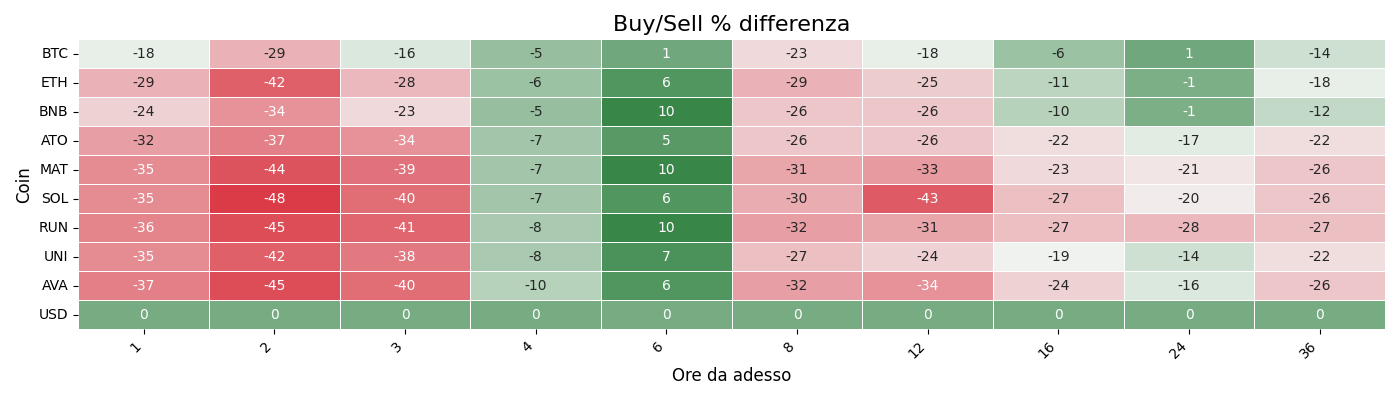 Buy/Sell % differenza
BTC -18 -29 -16 -5 1 -23 -18 -6 1 -14
ETH -29 -42 -28 -6 6 -29 -25 -11 -1 -18
BNB -24 -34 -23 -5 10 -26 -26 -10 -1 -12
ATO -32 -37 -34 -7 5 -26 -26 -22 -17 -22
MAT -35 -44 -39 -7 10 -31 -33 -23 -21 -26
SOL -35 -48 -40 -7 6 -30 -43 -27 -20 -26
RUN -36 -45 -41 -8 10 -32 -31 -27 -28 -27
UNI -35 -42 -38 -8 7 -27 -24 -19 -14 -22
AVA -37 -45 -40 -10 6 -32 -34 -24 -16 -26
USD 0 0 0 0 0 0 0 0 0 0
Coin
1 2 3 4 6 8 12 16 24 36
Ore da adesso